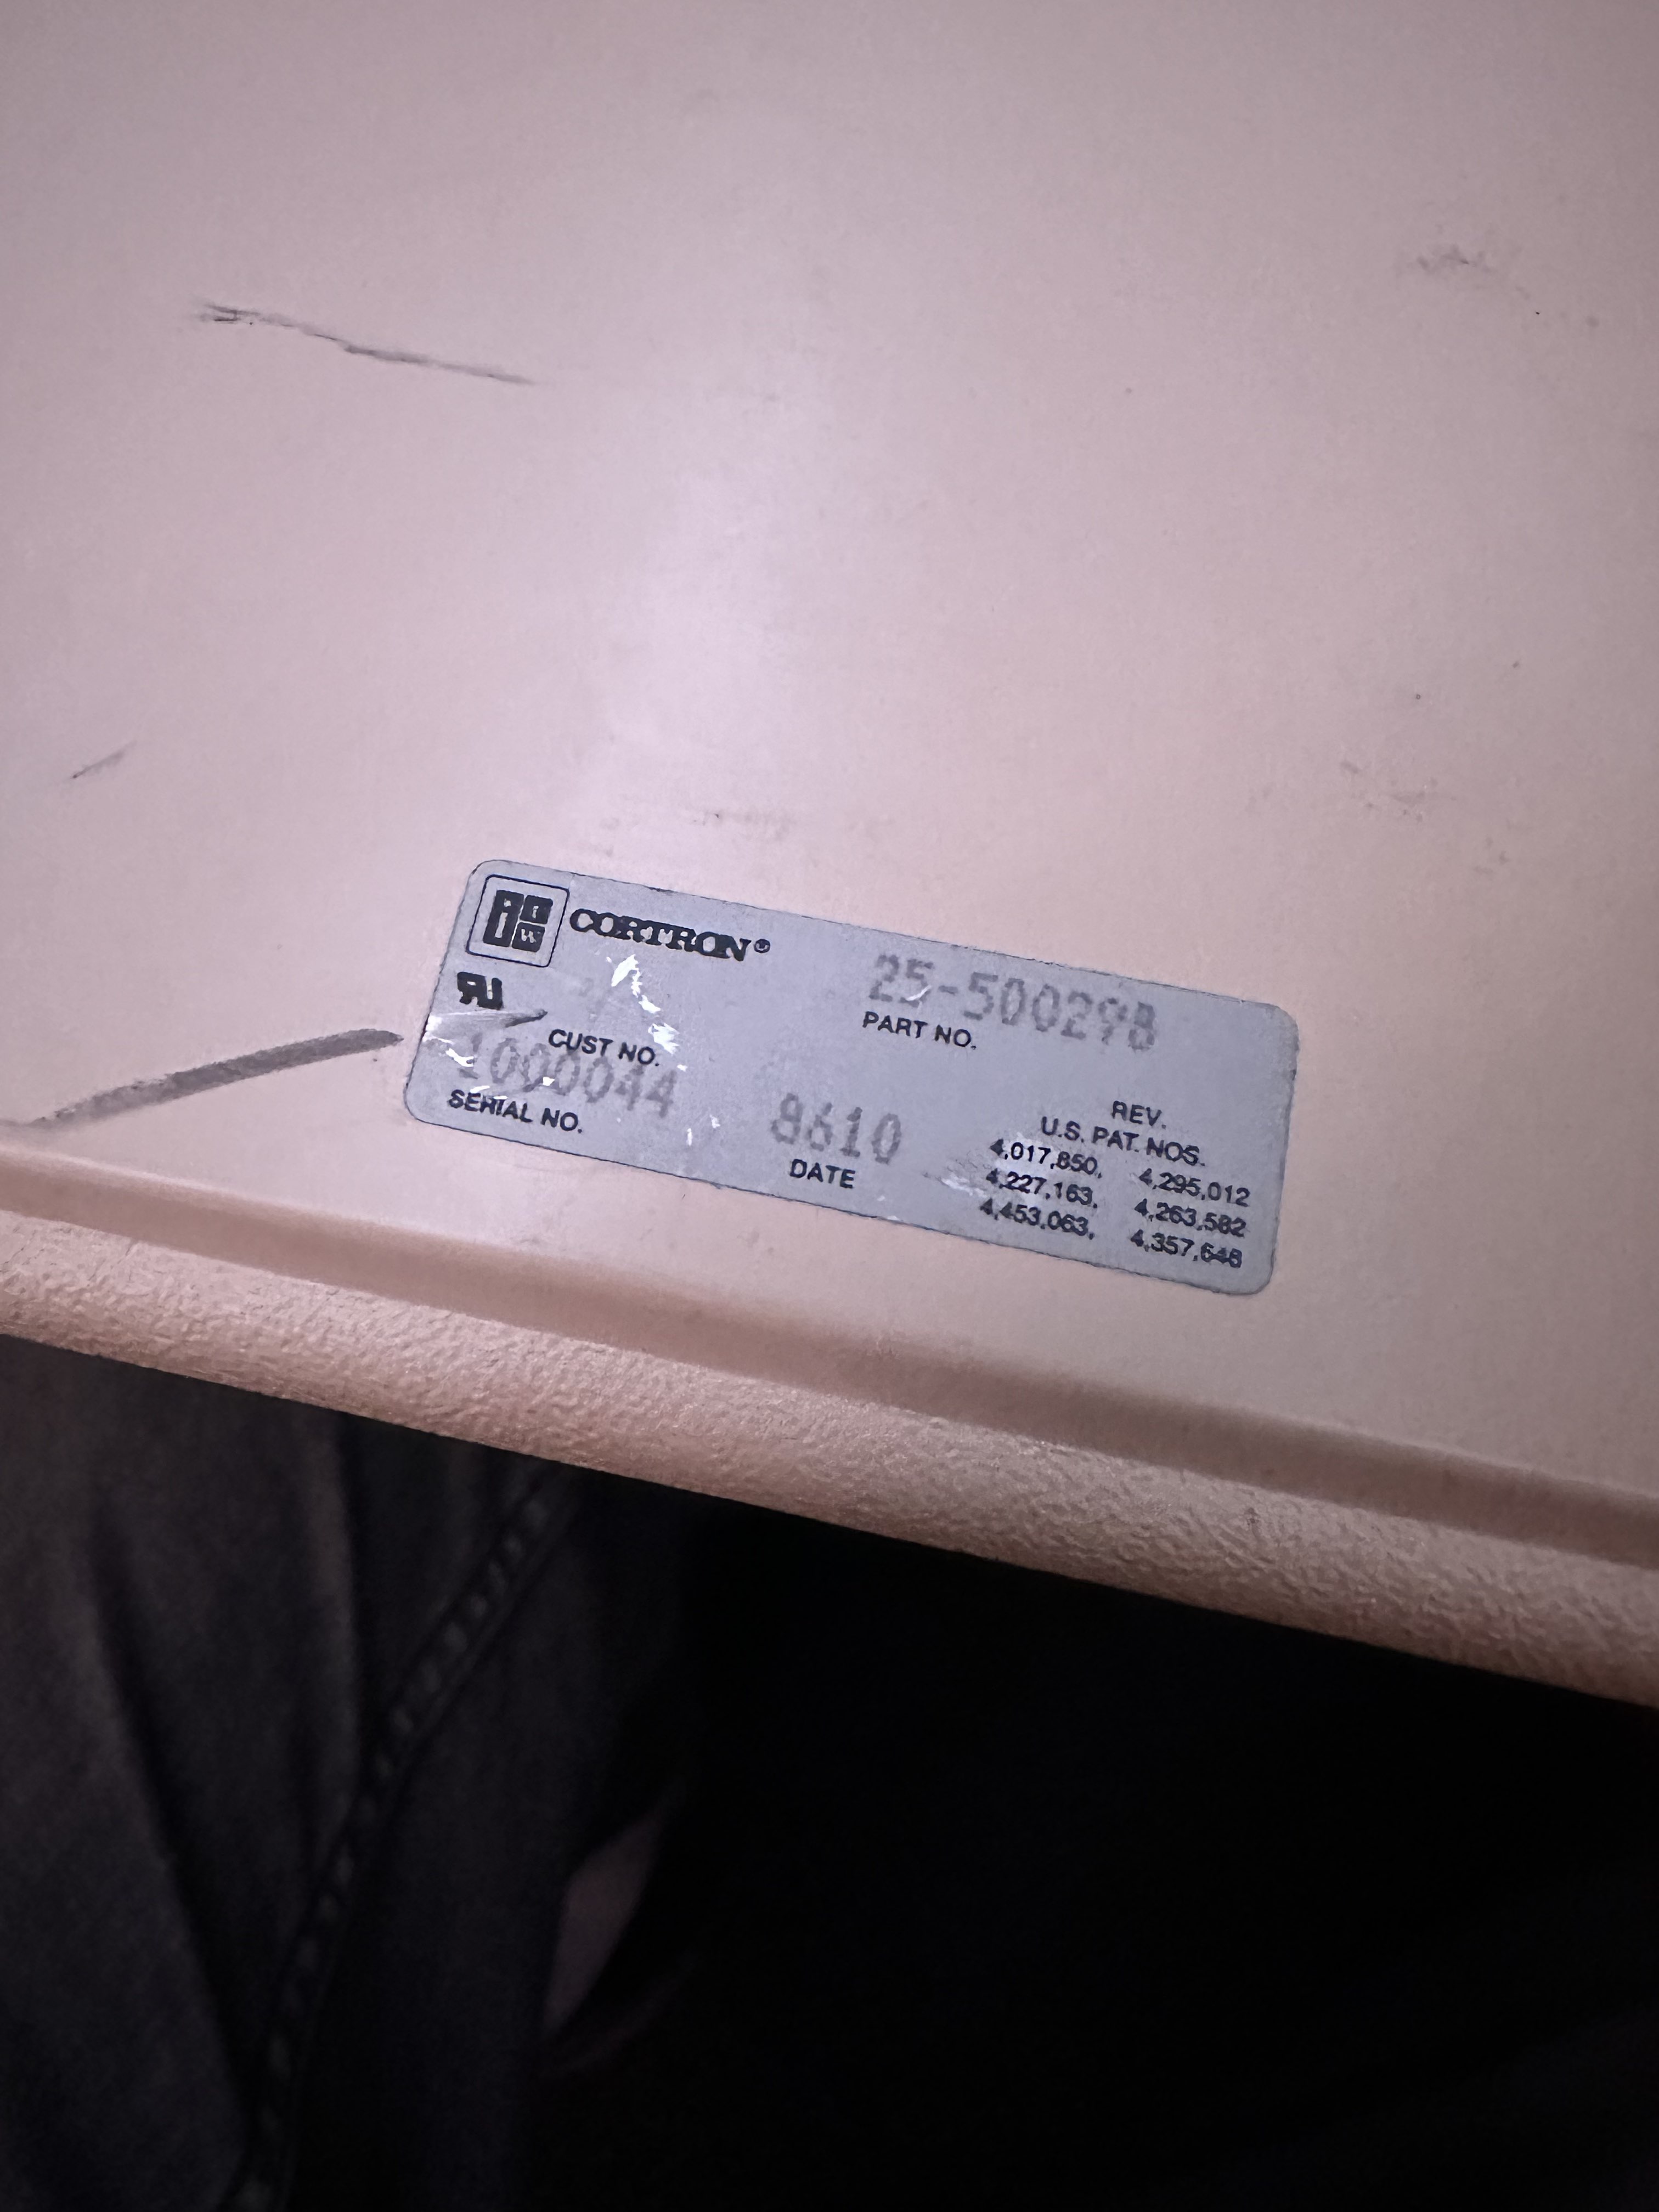 itw CORTRON®
25-500298
PART NO.
CUST NO.
1000044
SERIAL NO.
8610
DATE
REV.
U.S. PAT. NOS.
4,017,850, 4,295,012
4,227,163, 4,263,582
4,453,063, 4,357,648